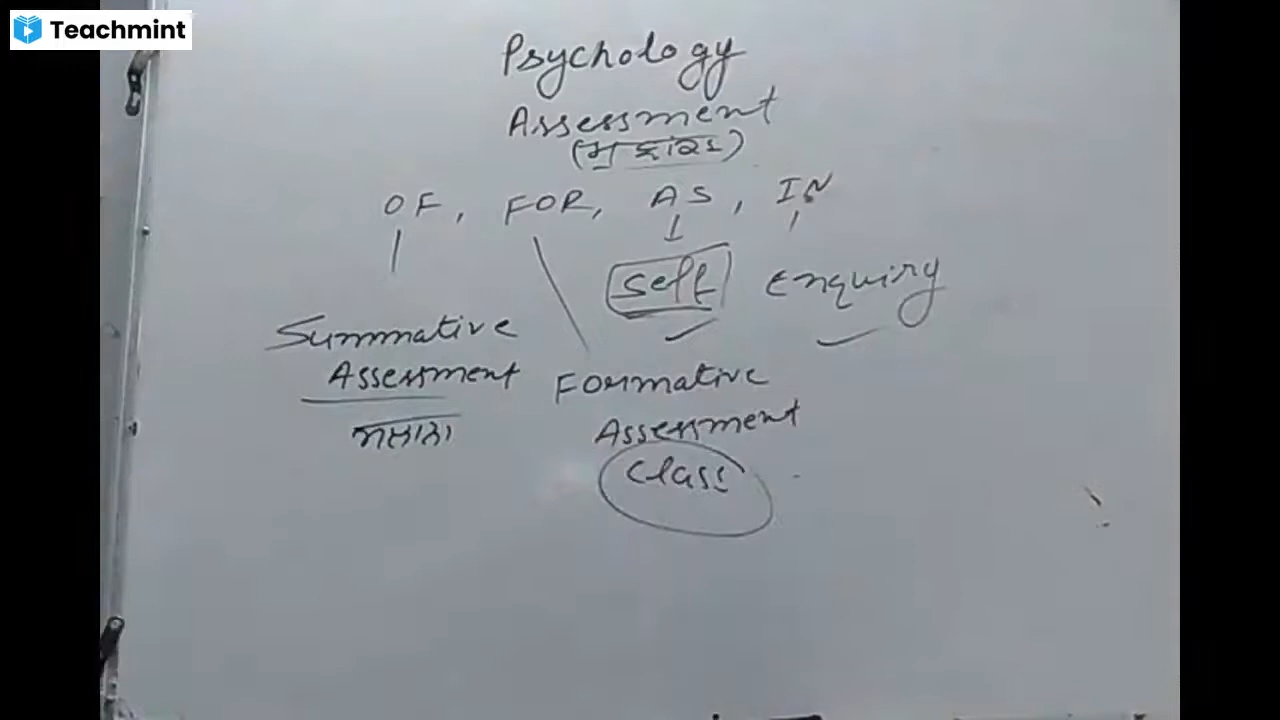 Teachmint
Psychology
Assessment
OF, FOR, AS, IN
Self Enquiry
Summative
Assessment
Formative
Assessment
Class